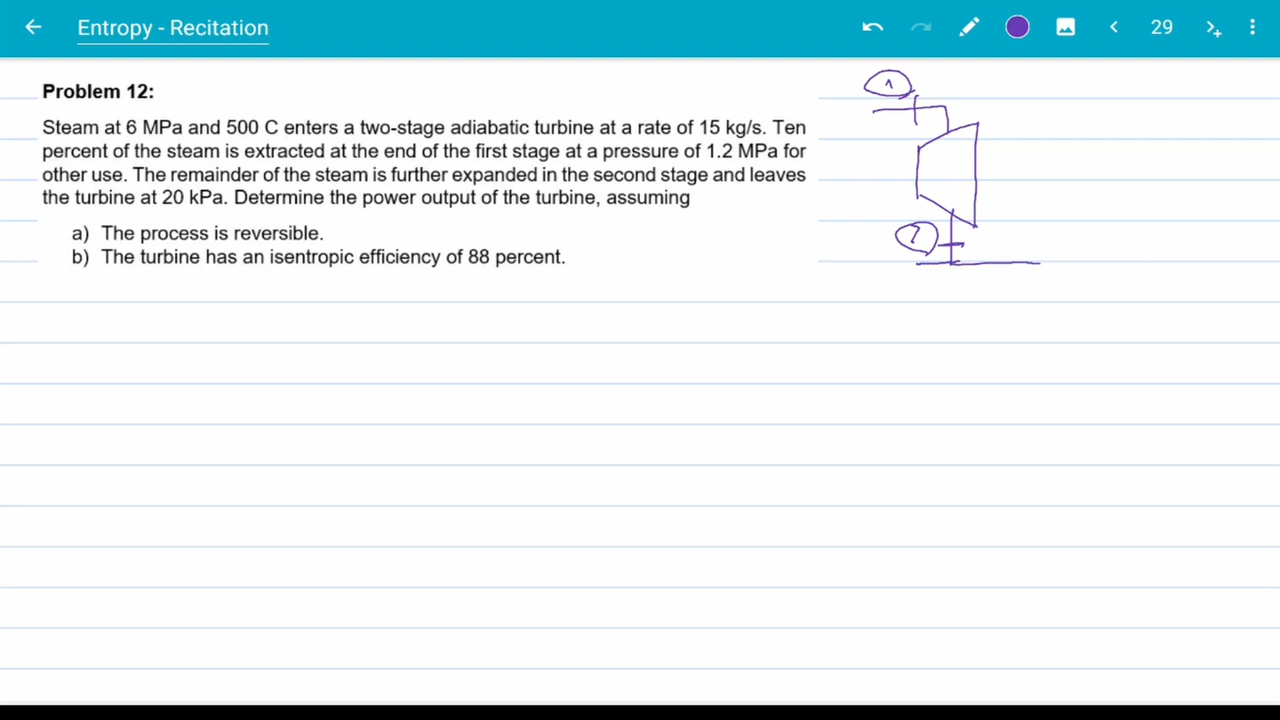 Entropy - Recitation
29
Problem 12:
Steam at 6 MPa and 500 C enters a two-stage adiabatic turbine at a rate of 15 kg/s. Ten
percent of the steam is extracted at the end of the first stage at a pressure of 1.2 MPa for
other use. The remainder of the steam is further expanded in the second stage and leaves
the turbine at 20 kPa. Determine the power output of the turbine, assuming
a) The process is reversible.
b) The turbine has an isentropic efficiency of 88 percent.
1
2